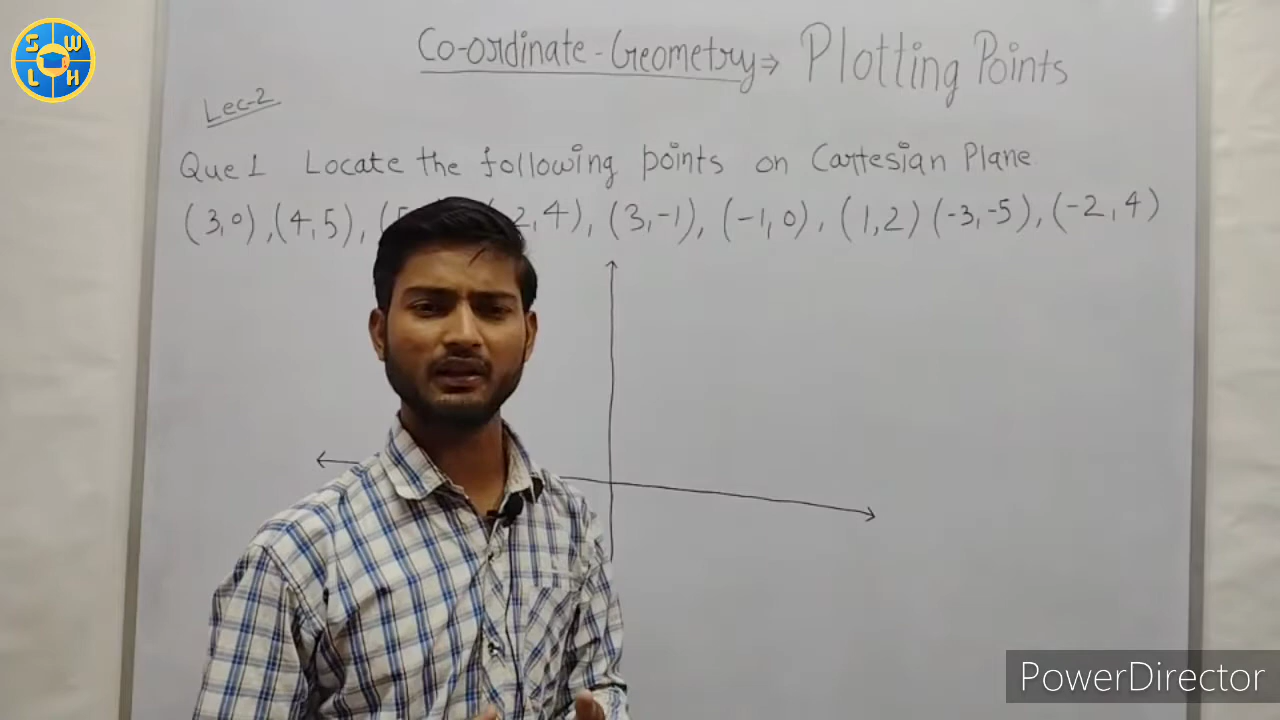 S W
L H
Co-ordinate-Geometry⇒ Plotting Points
Lec-2
Que 1 Locate the following points on Cartesian Plane
(3,0),(4,5), 2,4), (3,-1), (-1,0), (1,2) (-3,-5), (-2,4)
PowerDirector